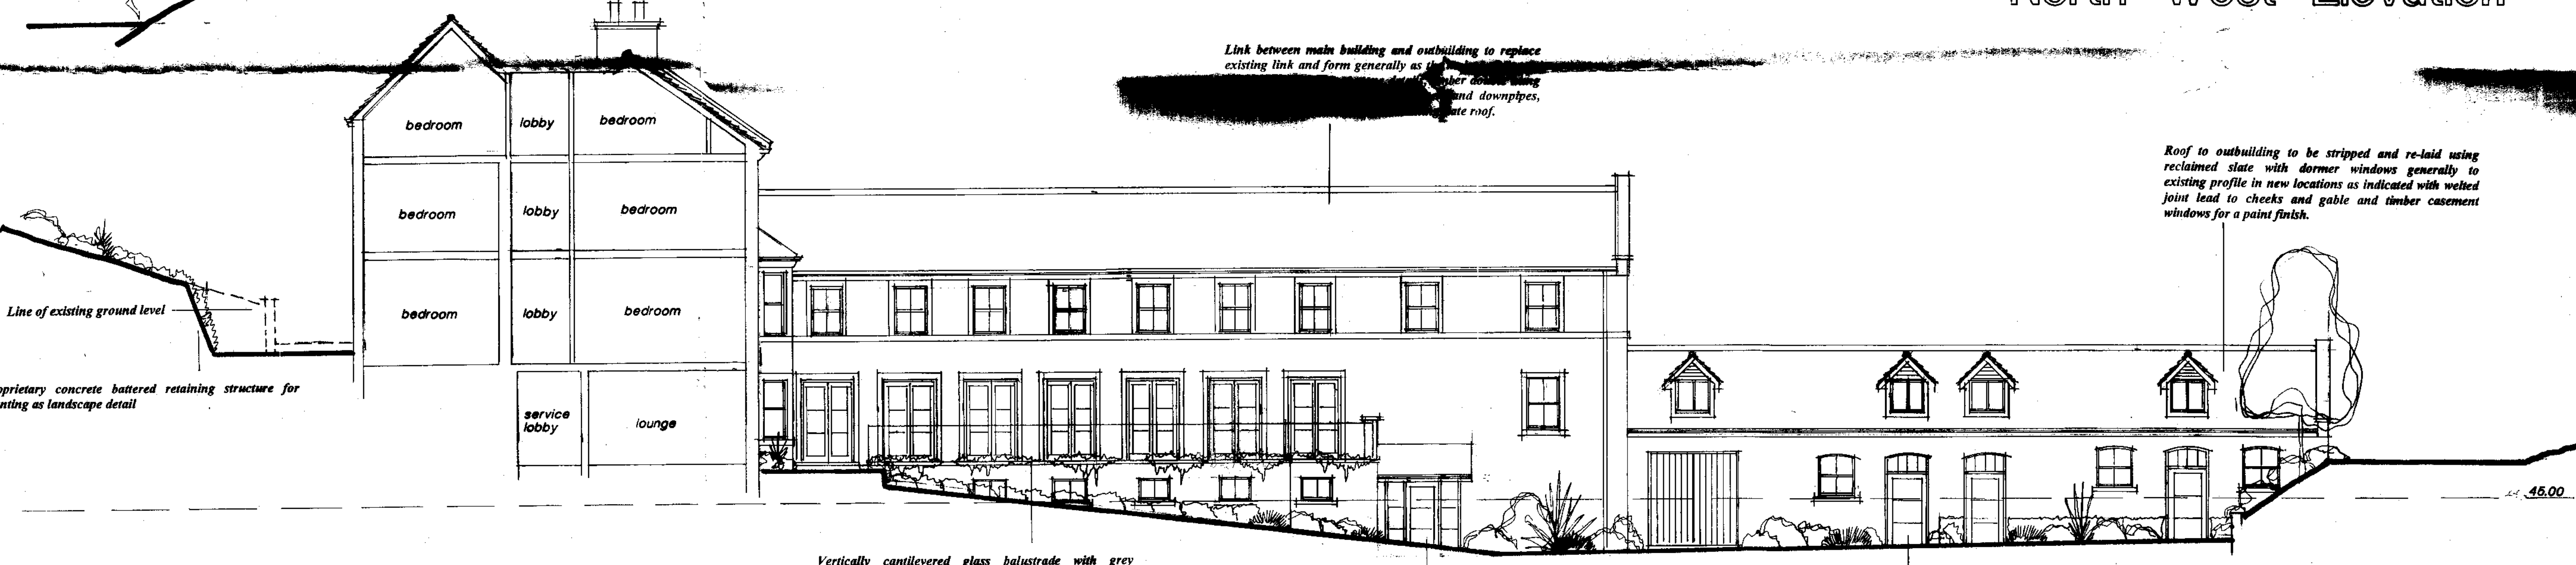 North West Elevation
Link between main building and outbuilding to replace
existing link and form generally as
and downpipes,
roof.
Roof to outbuilding to be stripped and re-laid using
reclaimed slate with dormer windows generally to
existing profile in new locations as indicated with welted
joint lead to cheeks and gable and timber casement
windows for a paint finish.
bedroom lobby bedroom
bedroom lobby bedroom
Line of existing ground level
bedroom lobby bedroom
concrete battered retaining structure for
as landscape detail
service
lobby
lounge
45.00
Vertically cantilevered glass balustrade with grey